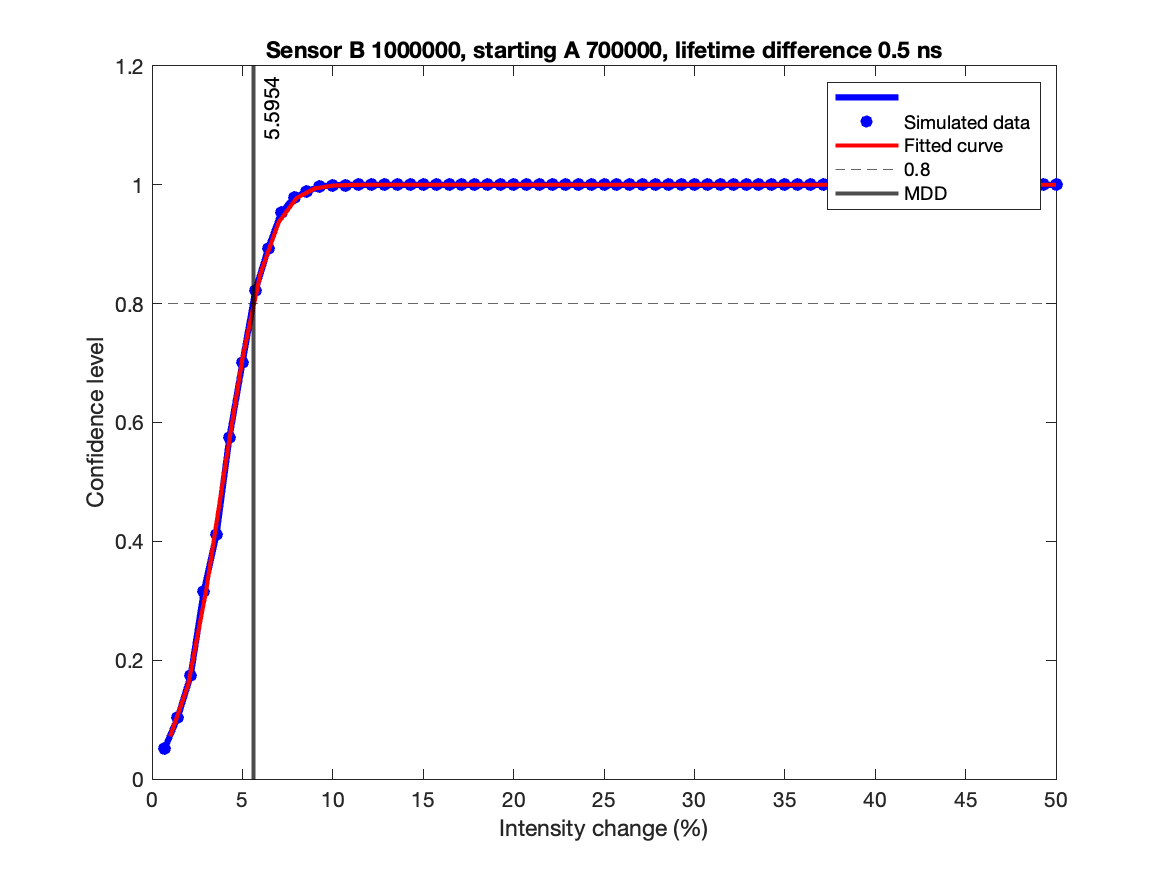 Sensor B 1000000, starting A 700000, lifetime difference 0.5 ns
1.2
1
0.8
0.6
0.4
0.2
0
Confidence level
5.5954
Simulated data
Fitted curve
0.8
MDD
0 5 10 15 20 25 30 35 40 45 50
Intensity change (%)